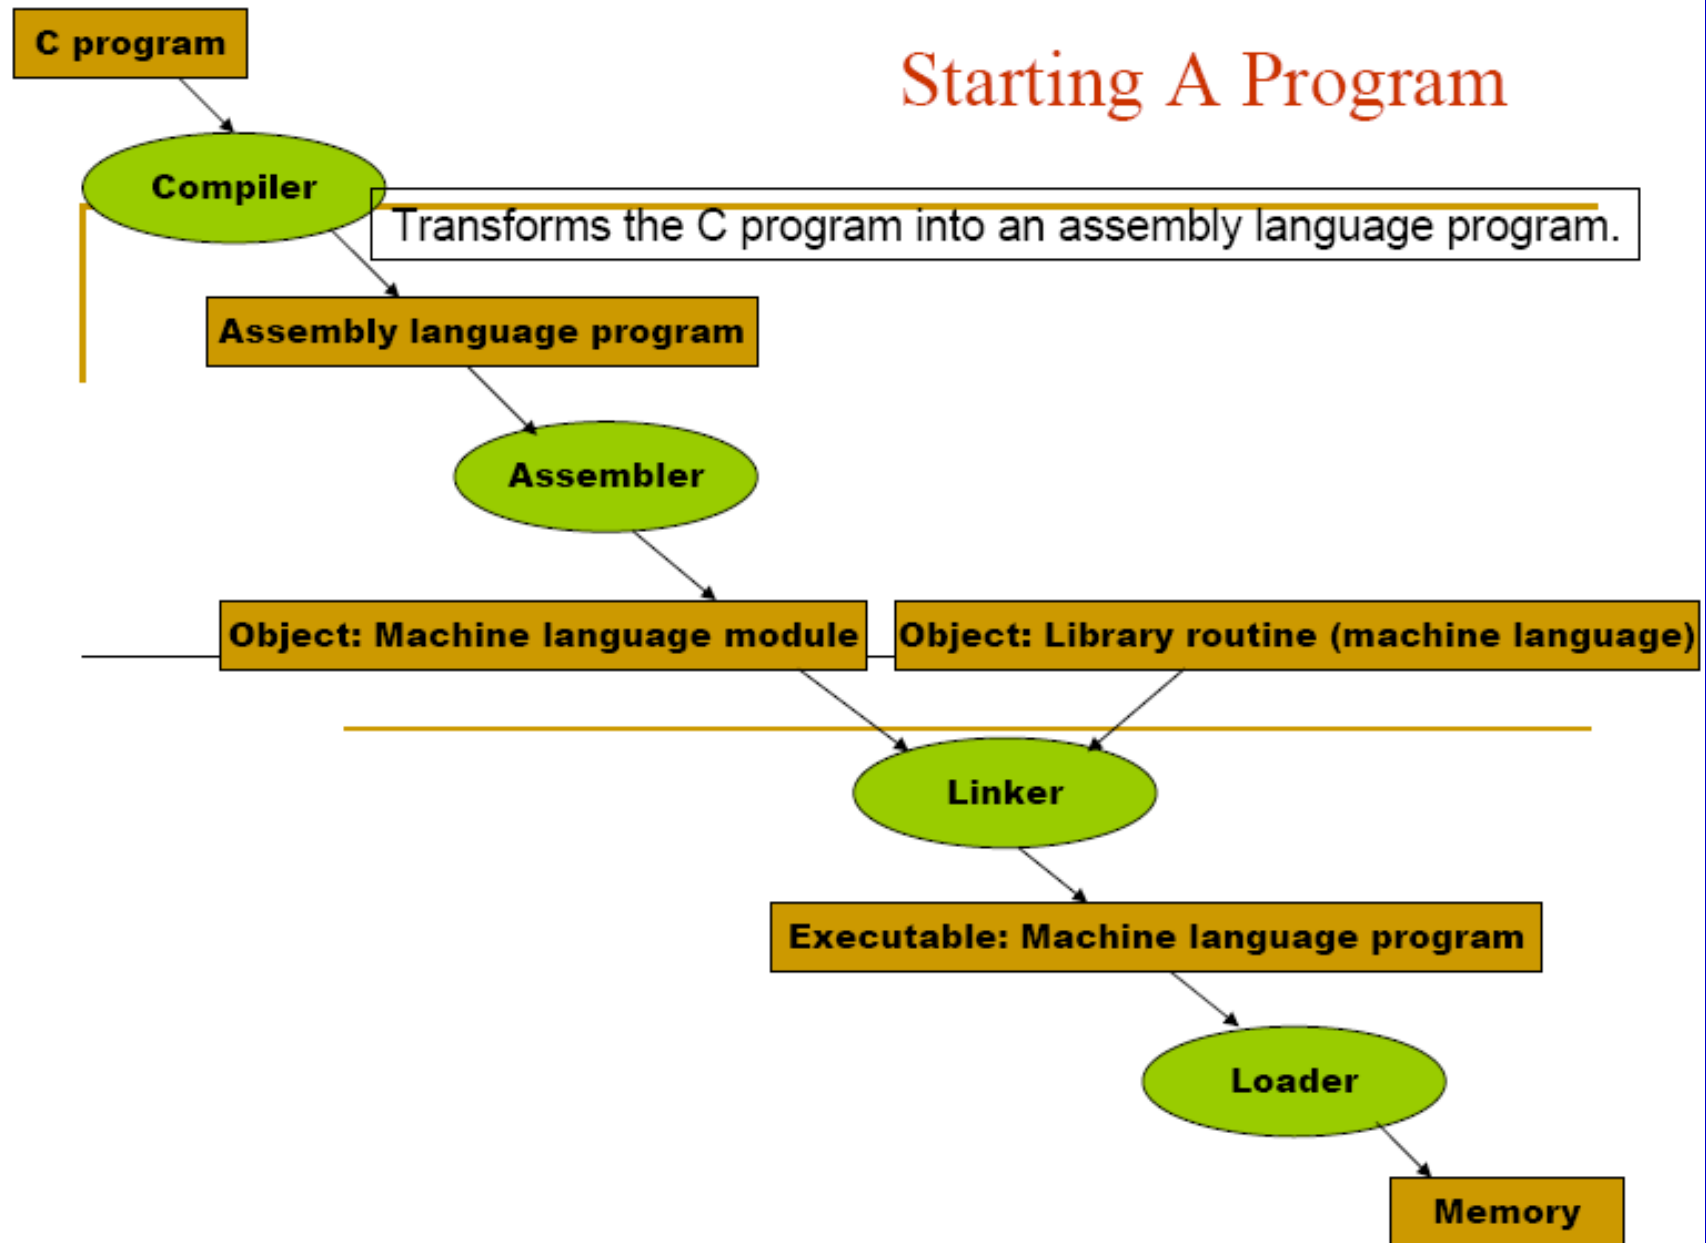 C program
Starting A Program
Compiler
Transforms the C program into an assembly language program.
Assembly language program
Assembler
Object: Machine language module
Object: Library routine (machine language)
Linker
Executable: Machine language program
Loader
Memory